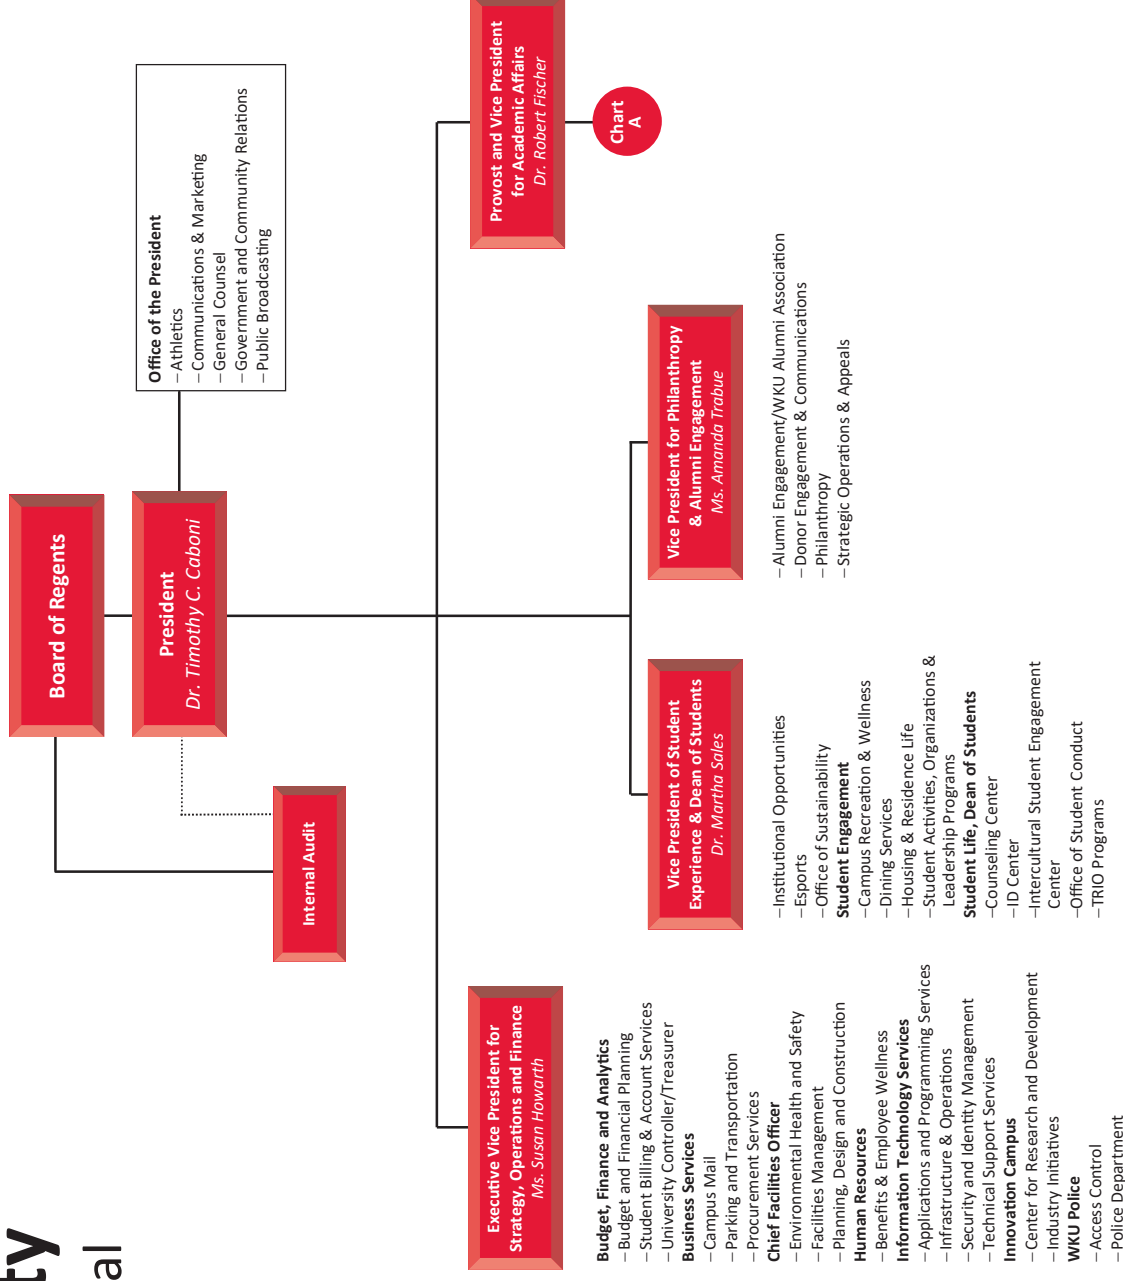 ty
al
Board of Regents
President
Dr. Timothy C. Caboni
Office of the President
– Athletics
– Communications & Marketing
– General Counsel
– Government and Community Relations
– Public Broadcasting
Internal Audit
Executive Vice President for
Strategy, Operations and Finance
Ms. Susan Howarth
Budget, Finance and Analytics
– Budget and Financial Planning
– Student Billing & Account Services
– University Controller/Treasurer
Business Services
– Campus Mail
– Parking and Transportation
– Procurement Services
Chief Facilities Officer
– Environmental Health and Safety
– Facilities Management
– Planning, Design and Construction
Human Resources
– Benefits & Employee Wellness
Information Technology Services
– Applications and Programming Services
– Infrastructure & Operations
– Security and Identity Management
– Technical Support Services
Innovation Campus
– Center for Research and Development
– Industry Initiatives
WKU Police
– Access Control
– Police Department
Vice President of Student
Experience & Dean of Students
Dr. Martha Sales
– Institutional Opportunities
– Esports
– Office of Sustainability
Student Engagement
– Campus Recreation & Wellness
– Dining Services
– Housing & Residence Life
– Student Activities, Organizations &
Leadership Programs
Student Life, Dean of Students
–Counseling Center
– ID Center
–Intercultural Student Engagement
Center
–Office of Student Conduct
– TRIO Programs
Vice President for Philanthropy
& Alumni Engagement
Ms. Amanda Trabue
– Alumni Engagement/WKU Alumni Association
– Donor Engagement & Communications
– Philanthropy
– Strategic Operations & Appeals
Provost and Vice President
for Academic Affairs
Dr. Robert Fischer
Chart
A